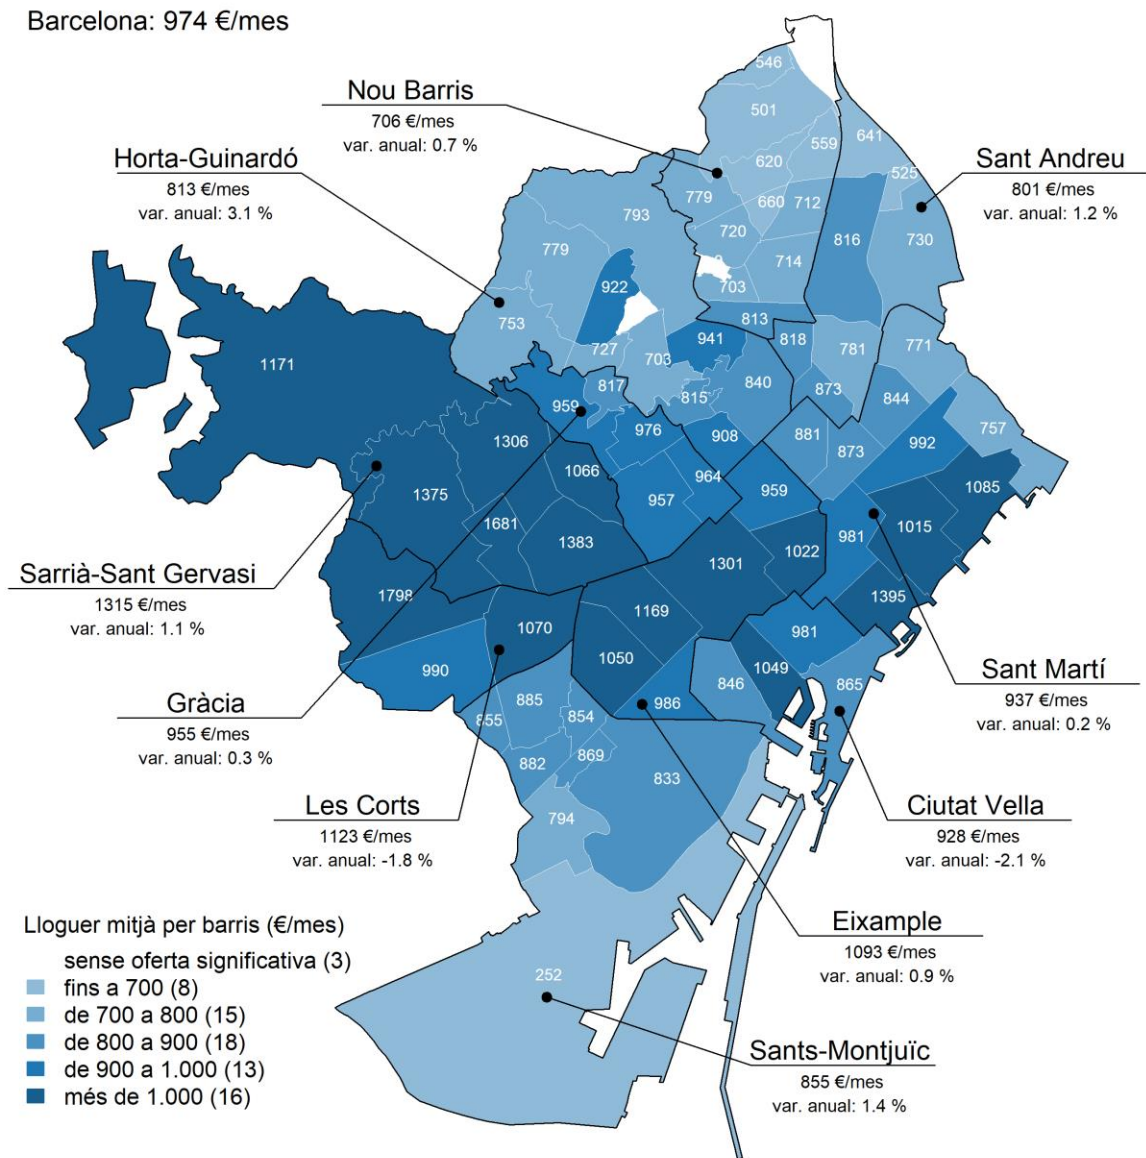 Barcelona: 974 €/mes
Nou Barris
706 €/mes
var. anual: 0.7 %
Horta-Guinardó
813 €/mes
var. anual: 3.1 %
Sant Andreu
801 €/mes
var. anual: 1.2 %
546
501
559
641
620
525
779
660
712
793
720
816
730
779
714
922
703
753
813
1171
727
703
941
818
781
771
817
815
840
873
844
959
976
908
881
873
992
757
1306
1066
964
1375
957
959
1085
1681
981
1015
1383
1301
1022
1798
1169
1395
1070
981
990
1050
1049
846
865
885
986
855
854
882
869
833
794
252
Sarrià-Sant Gervasi
1315 €/mes
var. anual: 1.1 %
Gràcia
955 €/mes
var. anual: 0.3 %
Sant Martí
937 €/mes
var. anual: 0.2 %
Les Corts
1123 €/mes
var. anual: -1.8 %
Ciutat Vella
928 €/mes
var. anual: -2.1 %
Eixample
1093 €/mes
var. anual: 0.9 %
Sants-Montjuïc
855 €/mes
var. anual: 1.4 %
Lloguer mitjà per barris (€/mes)
sense oferta significativa (3)
fins a 700 (8)
de 700 a 800 (15)
de 800 a 900 (18)
de 900 a 1.000 (13)
més de 1.000 (16)